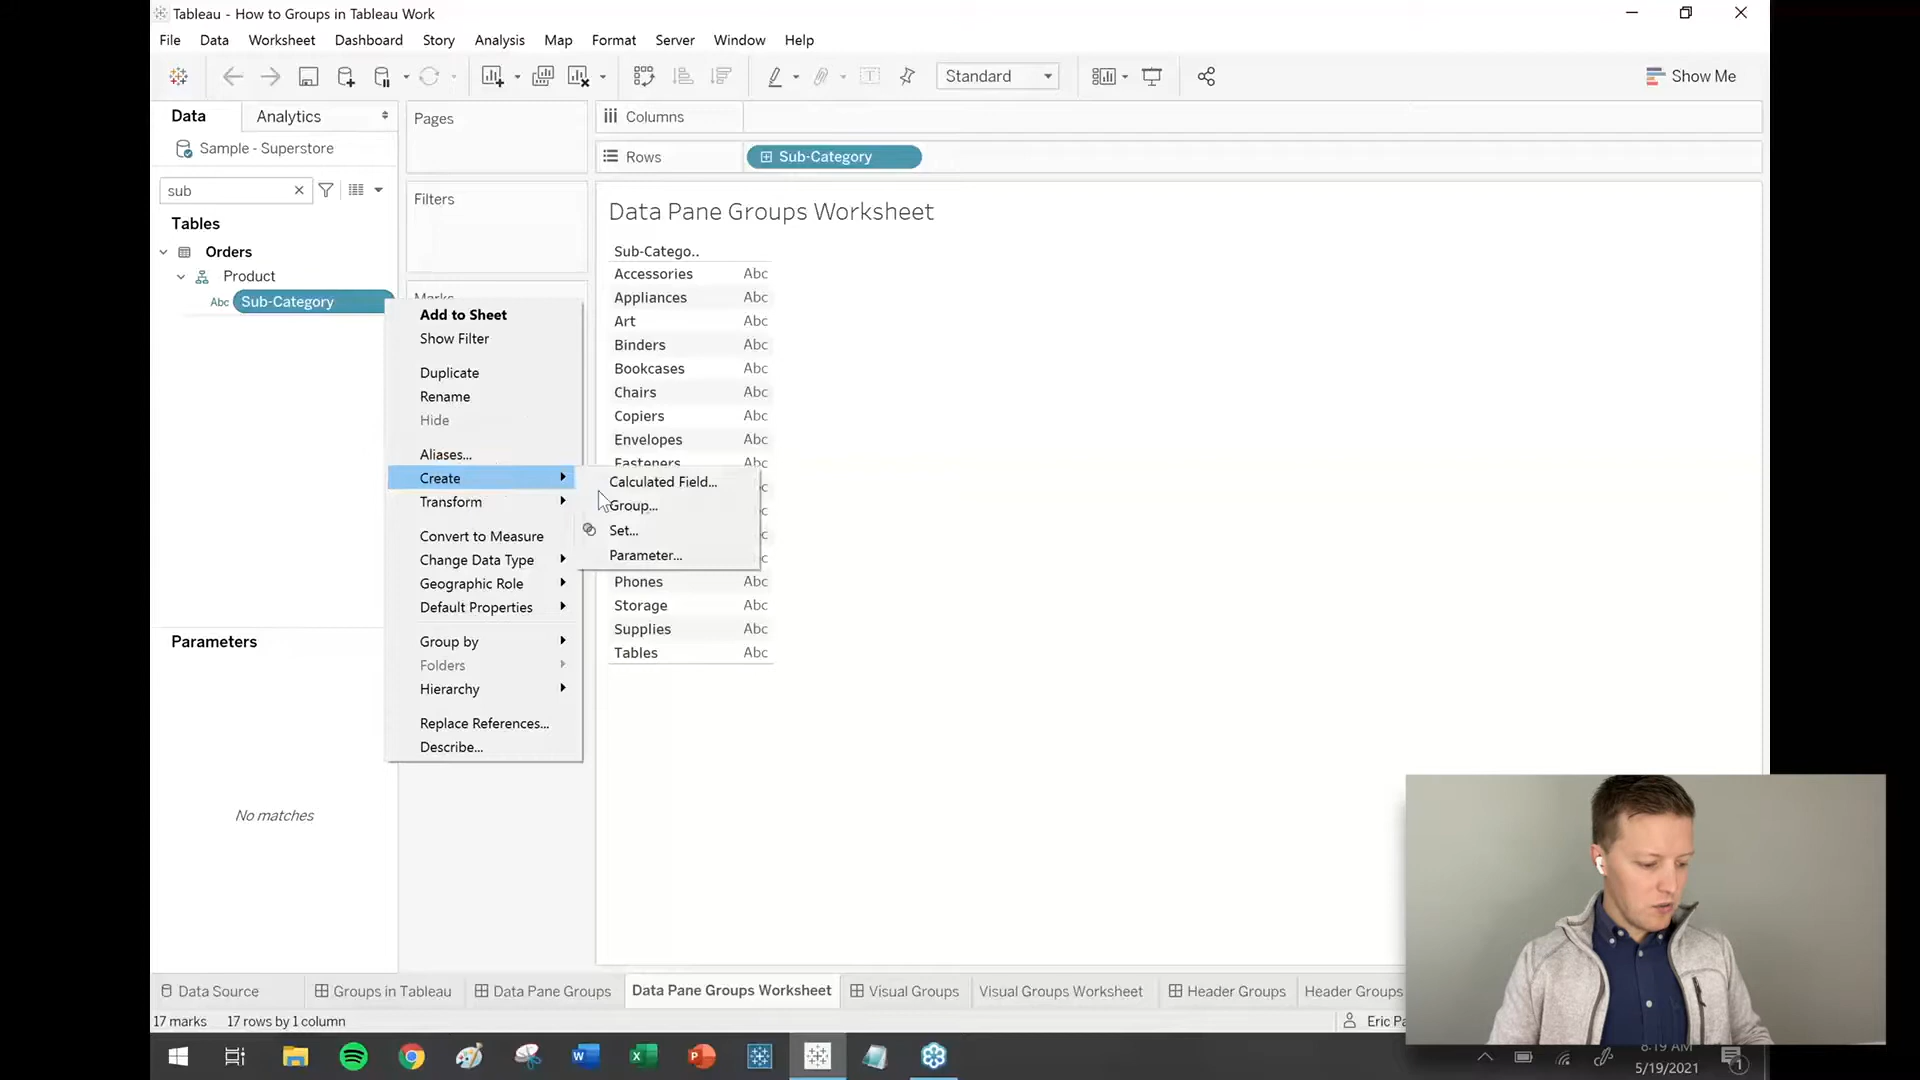 Tableau - How to Groups in Tableau Work
File Data Worksheet Dashboard Story Analysis Map Format Server Window Help
Standard
Show Me
Data Analytics
Sample - Superstore
sub
Tables
Orders
Product
Abc Sub-Category
Parameters
No matches
Pages
Filters
Columns
Rows Sub-Category
Data Pane Groups Worksheet
Sub-Catego..
Accessories Abc
Appliances Abc
Art Abc
Binders Abc
Bookcases Abc
Chairs Abc
Copiers Abc
Envelopes Abc
Fasteners
Phones Abc
Storage Abc
Supplies Abc
Tables Abc
Add to Sheet
Show Filter
Duplicate
Rename
Hide
Aliases...
Create
Transform
Convert to Measure
Change Data Type
Geographic Role
Default Properties
Group by
Folders
Hierarchy
Replace References...
Describe...
Calculated Field...
Group...
Set...
Parameter...
Data Source Groups in Tableau Data Pane Groups Data Pane Groups Worksheet Visual Groups Visual Groups Worksheet Header Groups Header Groups
17 marks 17 rows by 1 column
Eric
5/19/2021
1